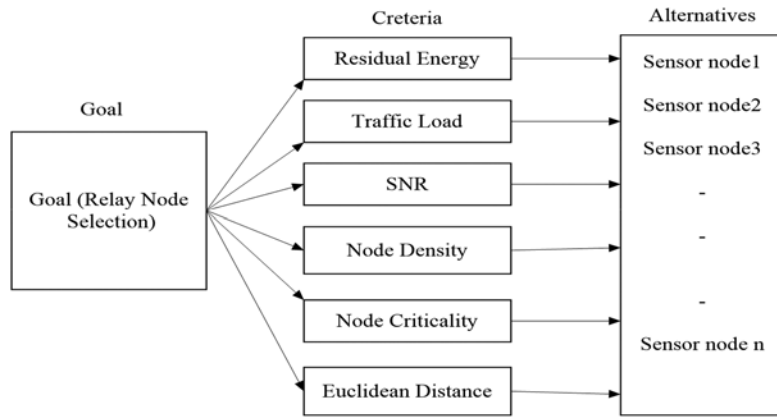 Goal
Goal (Relay Node
Selection)
Creteria
Residual Energy
Traffic Load
SNR
Node Density
Node Criticality
Euclidean Distance
Alternatives
Sensor node1
Sensor node2
Sensor node3
-
-
-
Sensor node n